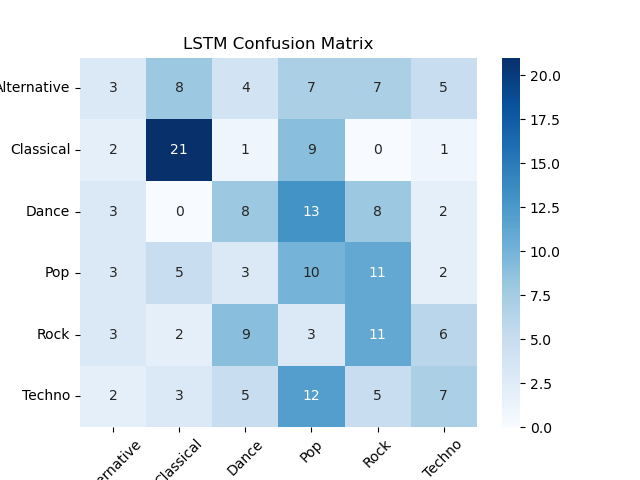 LSTM Confusion Matrix
lternative 3 8 4 7 7 5
Classical 2 21 1 9 0 1
Dance 3 0 8 13 8 2
Pop 3 5 3 10 11 2
Rock 3 2 9 3 11 6
Techno 2 3 5 12 5 7
ernative Classical Dance Pop Rock Techno
20.0
17.5
15.0
12.5
10.0
7.5
5.0
2.5
0.0